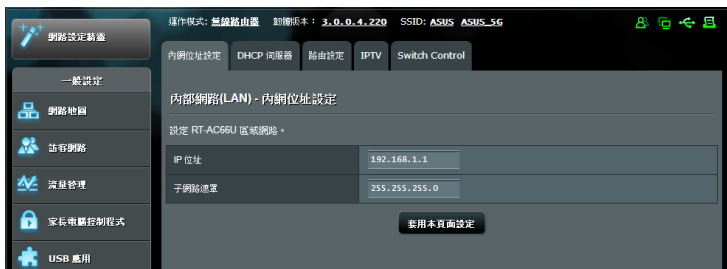 網路設定精靈
運作模式: 無線路由器 韌體版本: 3.0.0.4.220 SSID: ASUS ASUS_5G
內網位址設定 DHCP 伺服器 路由設定 IPTV Switch Control
一般設定
網路地圖
訪客網路
流量管理
家長電腦控制程式
USB 應用
內部網路(LAN) - 內網位址設定
設定 RT-AC66U 區域網路。
IP 位址 192.168.1.1
子網路遮罩 255.255.255.0
套用本頁面設定